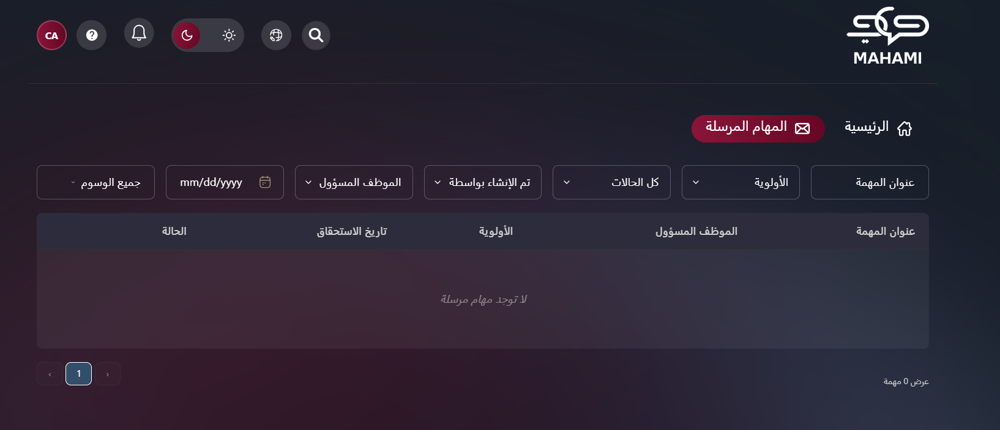 مهامي
MAHAMI
CA
الرئيسية
المهام المرسلة
عنوان المهمة
الأولوية
كل الحالات
تم الإنشاء بواسطة
الموظف المسؤول
mm/dd/yyyy
جميع الوسوم
عنوان المهمة
الموظف المسؤول
الأولوية
تاريخ الاستحقاق
الحالة
لا توجد مهام مرسلة
عرض 0 مهمة
‹ 1 ›